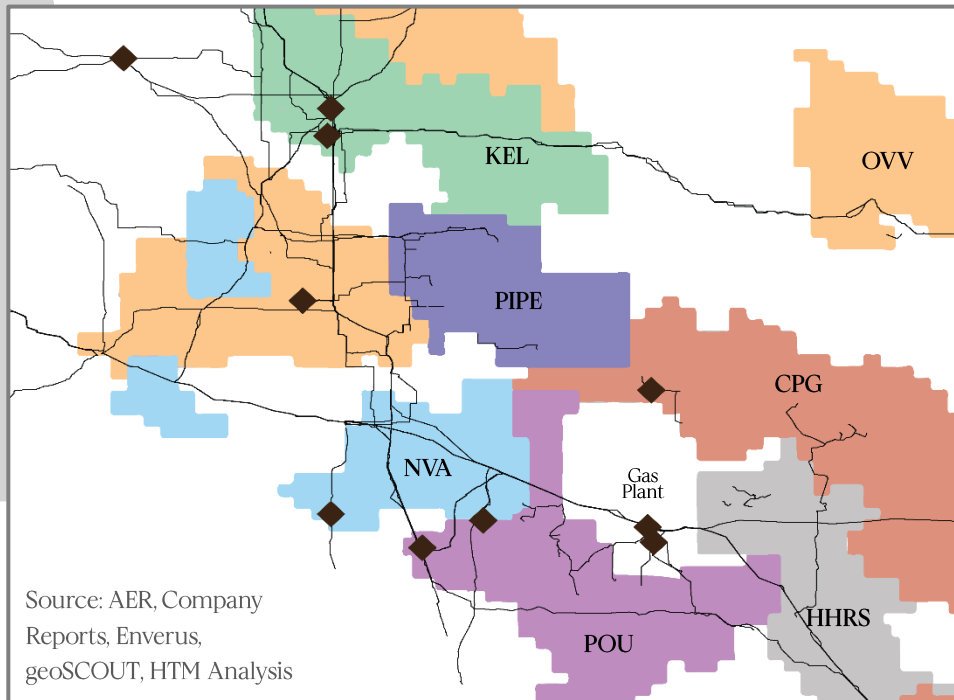 KEL
OVV
PIPE
CPG
NVA
Gas
Plant
Source: AER, Company
Reports, Enverus,
geoSCOUT, HTM Analysis
HHRS
POU